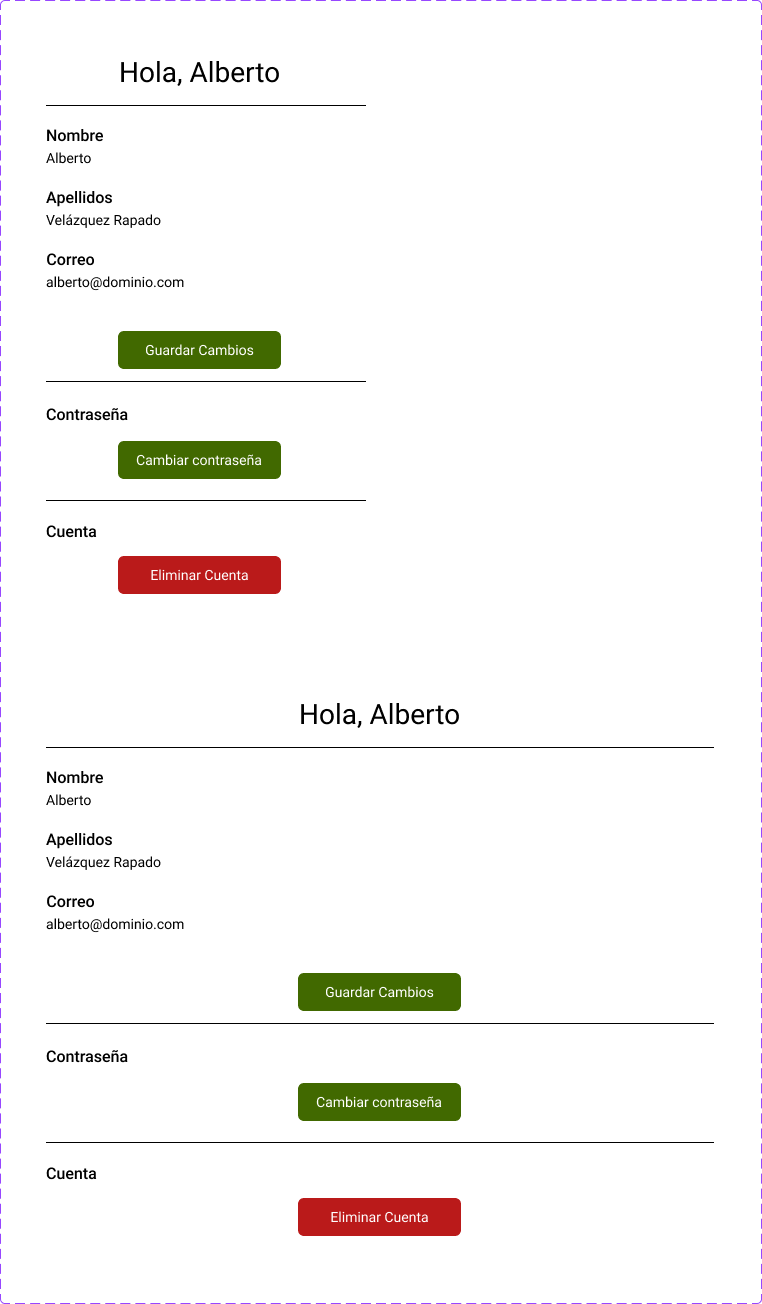 Hola, Alberto
Nombre
Alberto
Apellidos
Velázquez Rapado
Correo
alberto@dominio.com
Guardar Cambios
Contraseña
Cambiar contraseña
Cuenta
Eliminar Cuenta
Hola, Alberto
Nombre
Alberto
Apellidos
Velázquez Rapado
Correo
alberto@dominio.com
Guardar Cambios
Contraseña
Cambiar contraseña
Cuenta
Eliminar Cuenta